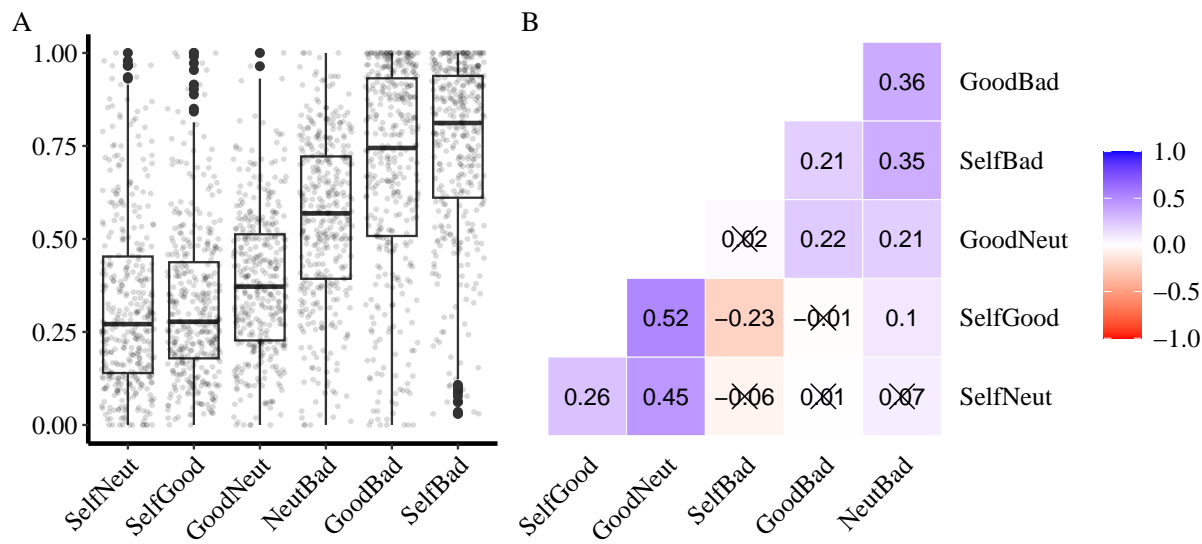 A
1.00
0.75
0.50
0.25
0.00
SelfNeut
SelfGood
GoodNeut
NeutBad
GoodBad
SelfBad
B
0.36 GoodBad
0.21 0.35 SelfBad
0.02 0.22 0.21 GoodNeut
0.52 −0.23 −0.01 0.1 SelfGood
0.26 0.45 −0.06 0.01 0.07 SelfNeut
SelfGood
GoodNeut
SelfBad
GoodBad
NeutBad
1.0
0.5
0.0
−0.5
−1.0